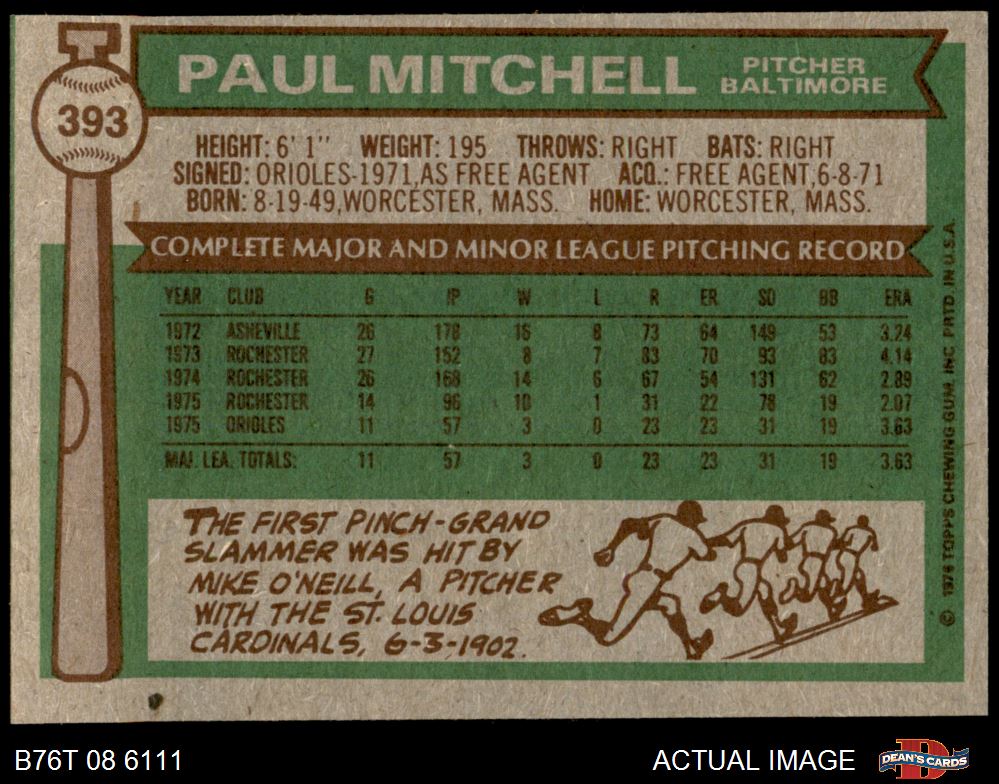 393
PAUL MITCHELL
PITCHER
BALTIMORE
HEIGHT: 6' 1" WEIGHT: 195 THROWS: RIGHT BATS: RIGHT
SIGNED: ORIOLES-1971, AS FREE AGENT ACQ.: FREE AGENT, 6-8-71
BORN: 8-19-49, WORCESTER, MASS. HOME: WORCESTER, MASS.
COMPLETE MAJOR AND MINOR LEAGUE PITCHING RECORD
YEAR CLUB G IP W L R ER SO BB ERA
1972 ASHEVILLE 26 178 16 8 73 64 149 53 3.24
1973 ROCHESTER 27 152 8 7 83 70 93 83 4.14
1974 ROCHESTER 26 168 14 6 67 54 131 62 2.89
1975 ROCHESTER 14 96 10 1 31 22 78 19 2.07
1975 ORIOLES 11 57 3 0 23 23 31 19 3.63
MAJ. LEA. TOTALS: 11 57 3 0 23 23 31 19 3.63
THE FIRST PINCH-GRAND
SLAMMER WAS HIT BY
MIKE O'NEILL, A PITCHER
WITH THE ST. LOUIS
CARDINALS, 6-3-1902.
© 1976 TOPPS CHEWING GUM, INC. PRTD. IN U.S.A.
B76T 08 6111
ACTUAL IMAGE
DEAN'S CARDS